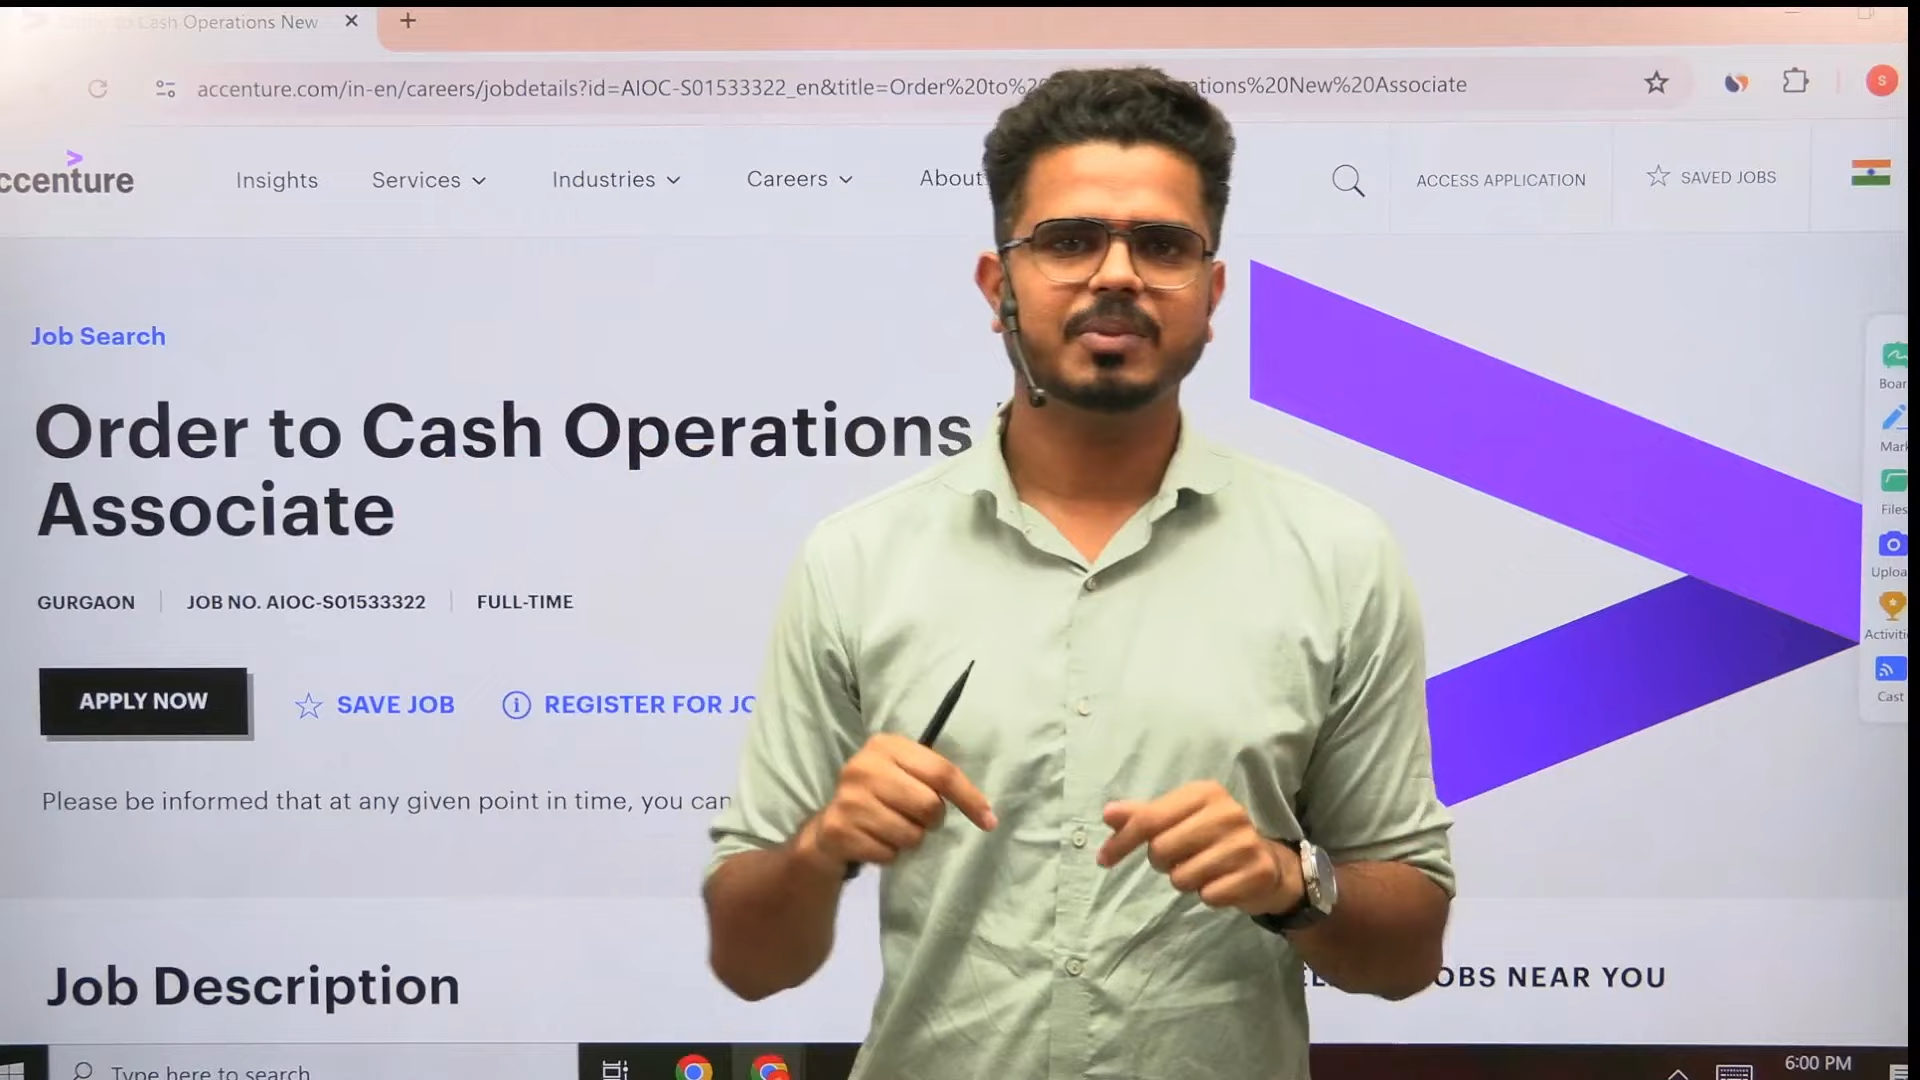 Cash Operations New
accenture.com/in-en/careers/jobdetails?id=AIOC-S01533322_en&title=Order%20to%2 ations%20New%20Associate
S
ccenture
Insights
Services
Industries
Careers
About
ACCESS APPLICATION
SAVED JOBS
Job Search
Order to Cash Operations
Associate
GURGAON
JOB NO. AIOC-S01533322
FULL-TIME
APPLY NOW
SAVE JOB
REGISTER FOR JO
Please be informed that at any given point in time, you can
Job Description
OBS NEAR YOU
Boar
Mark
Files
Uploa
Activiti
Cast
Type here to search
6:00 PM